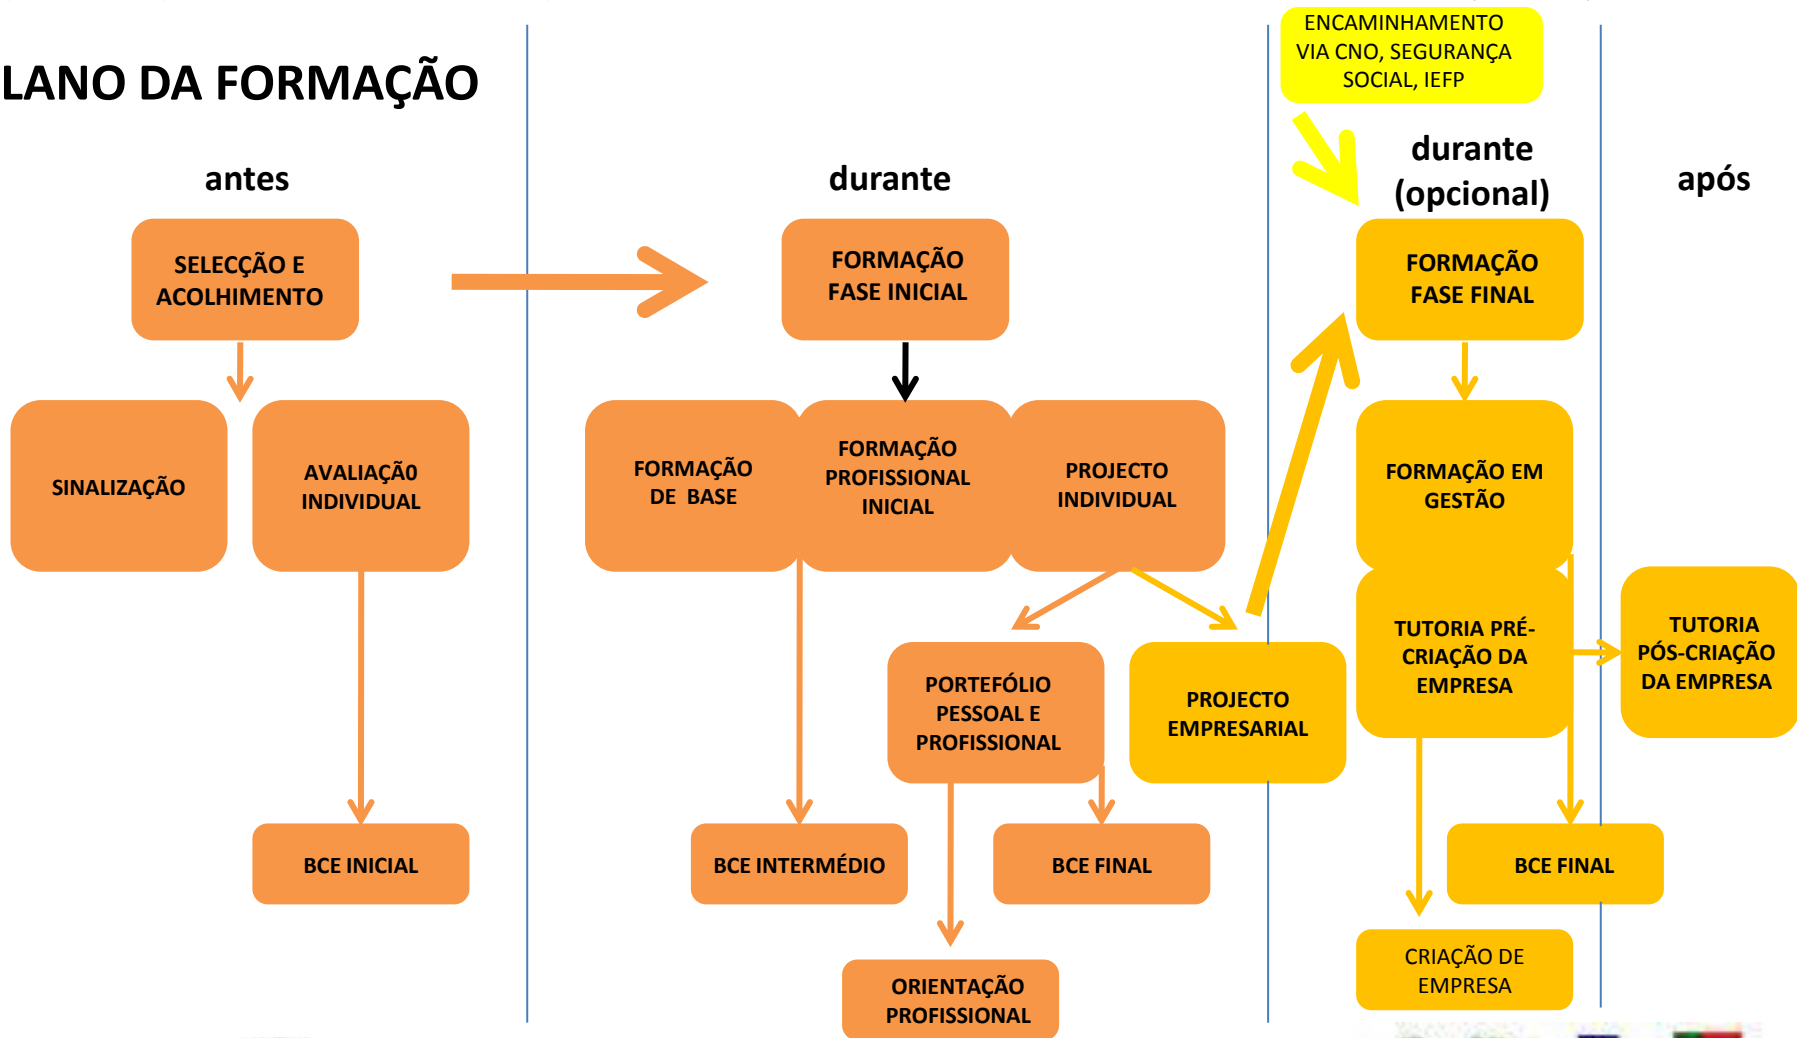 ENCAMINHAMENTO
VIA CNO, SEGURANÇA
SOCIAL, IEFP
LANO DA FORMAÇÃO
antes
durante
durante
(opcional)
após
SELECÇÃO E
ACOLHIMENTO
FORMAÇÃO
FASE INICIAL
FORMAÇÃO
FASE FINAL
SINALIZAÇÃO
AVALIAÇÃ0
INDIVIDUAL
FORMAÇÃO
DE BASE
FORMAÇÃO
PROFISSIONAL
INICIAL
PROJECTO
INDIVIDUAL
FORMAÇÃO EM
GESTÃO
PORTEFÓLIO
PESSOAL E
PROFISSIONAL
PROJECTO
EMPRESARIAL
TUTORIA PRÉ-
CRIAÇÃO DA
EMPRESA
TUTORIA
PÓS-CRIAÇÃO
DA EMPRESA
BCE INICIAL
BCE INTERMÉDIO
BCE FINAL
BCE FINAL
ORIENTAÇÃO
PROFISSIONAL
CRIAÇÃO DE
EMPRESA